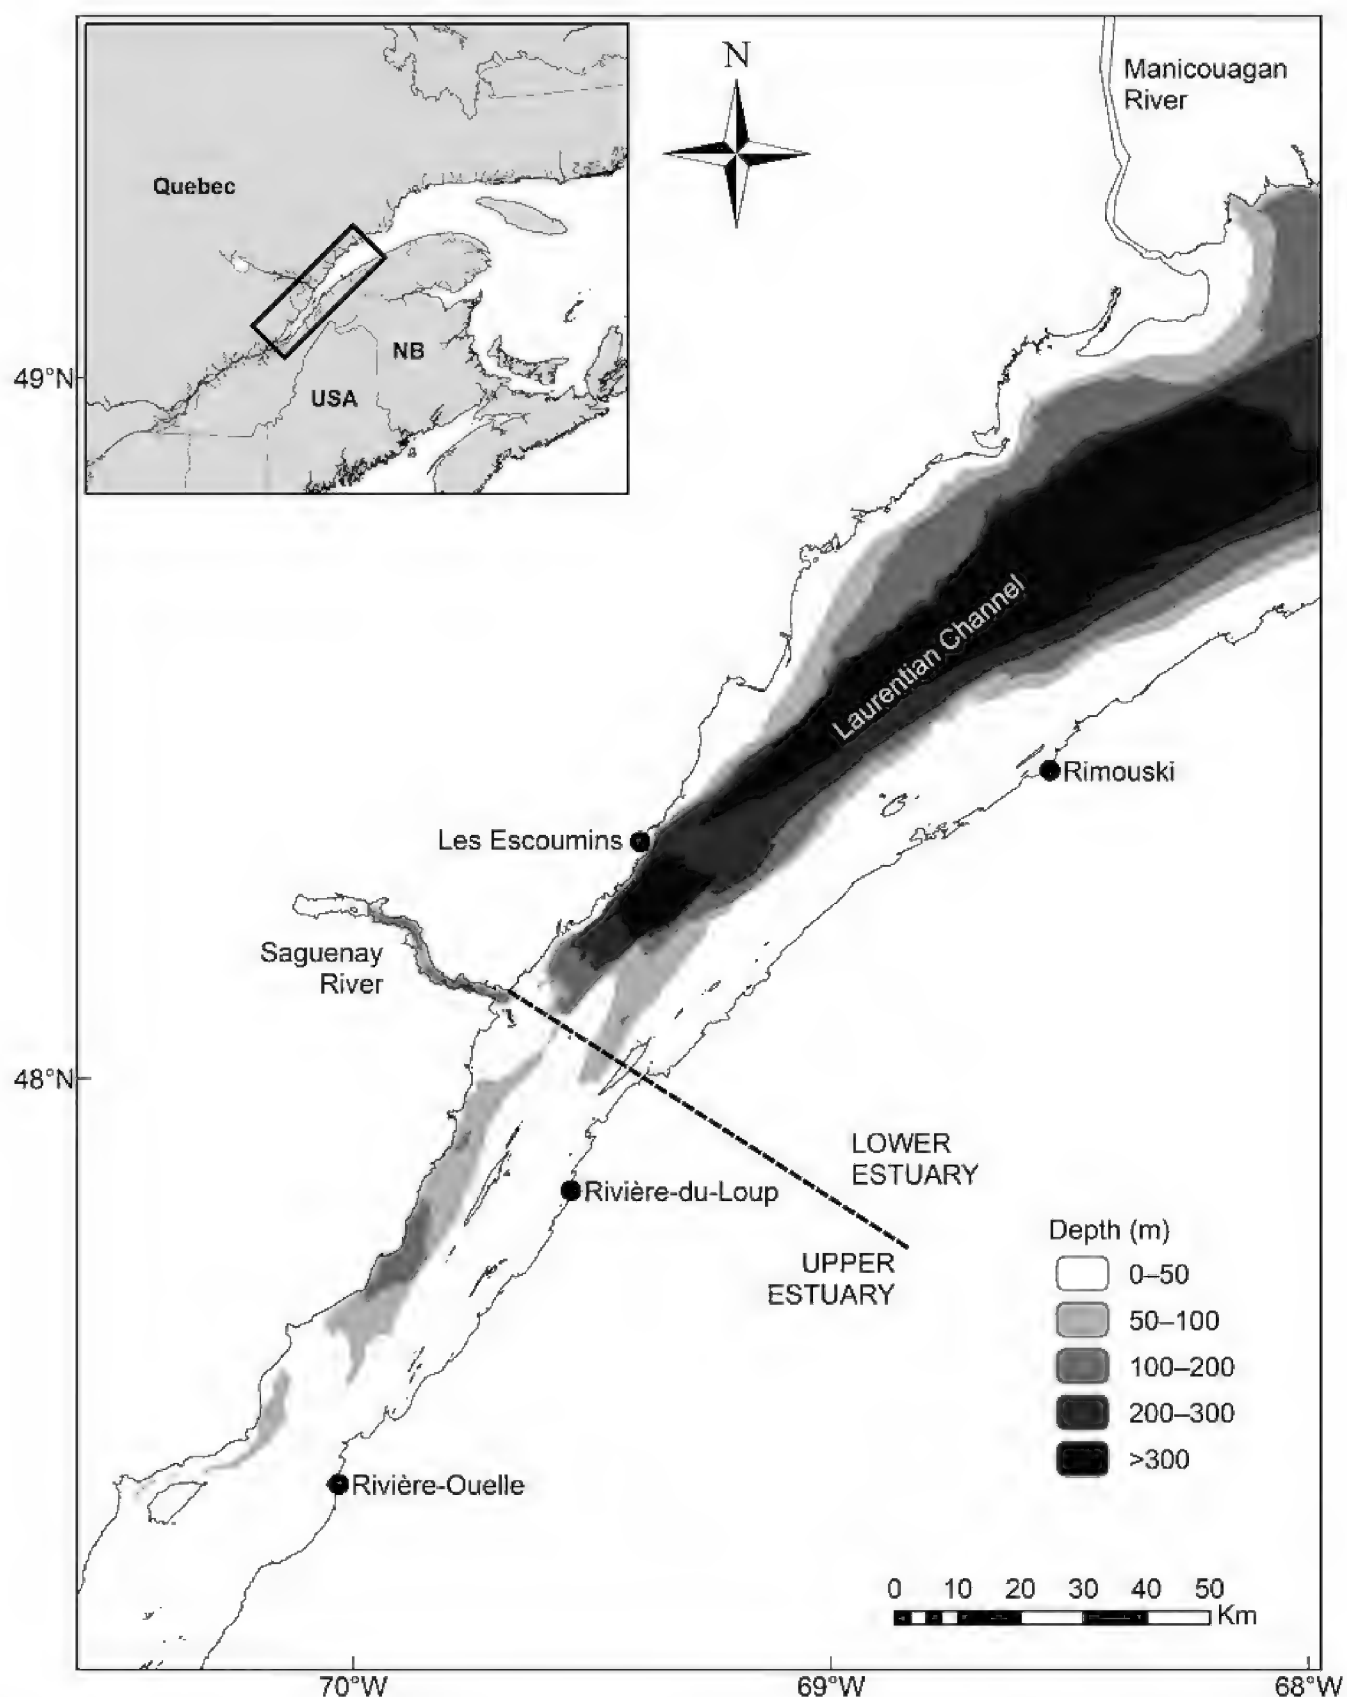 N
Manicouagan
River
Quebec
NB
USA
49°N
Laurentian Channel
Rimouski
Les Escoumins
Saguenay
River
48°N
LOWER
ESTUARY
Rivière-du-Loup
UPPER
ESTUARY
Depth (m)
0–50
50–100
100–200
200–300
>300
Rivière-Ouelle
0 10 20 30 40 50
Km
70°W 69°W 68°W